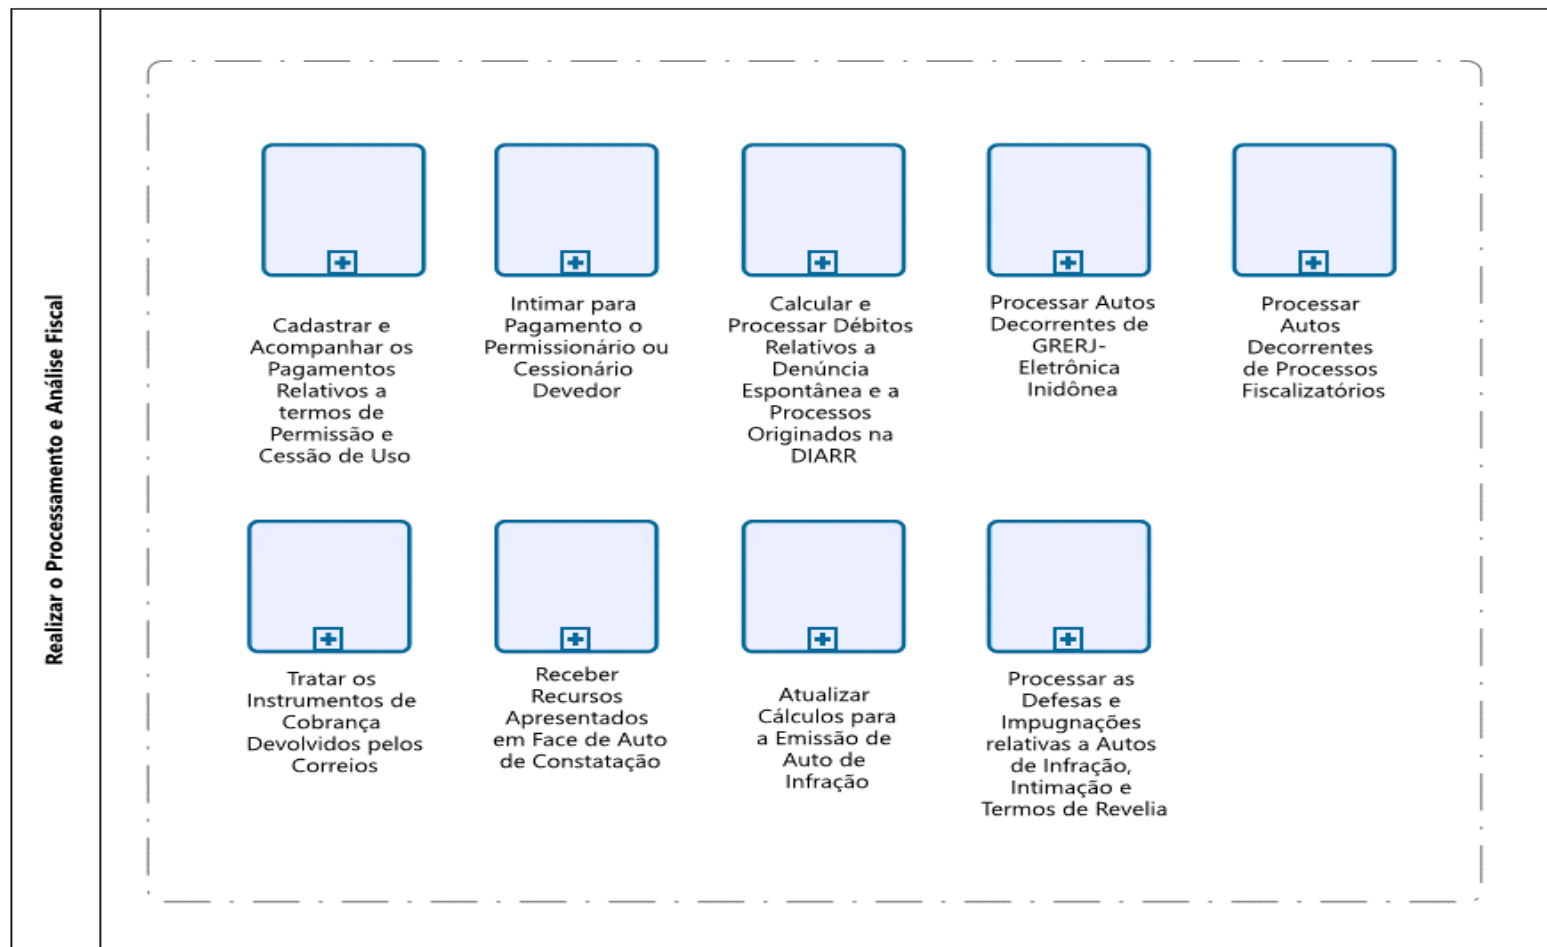 Realizar o Processamento e Análise Fiscal
Cadastrar e
Acompanhar os
Pagamentos
Relativos a
termos de
Permissão e
Cessão de Uso
Intimar para
Pagamento o
Permissionário ou
Cessionário
Devedor
Calcular e
Processar Débitos
Relativos a
Denúncia
Espontânea e a
Processos
Originados na
DIARR
Processar Autos
Decorrentes de
GRERJ-
Eletrônica
Inidônea
Processar
Autos
Decorrentes
de Processos
Fiscalizatórios
Tratar os
Instrumentos de
Cobrança
Devolvidos pelos
Correios
Receber
Recursos
Apresentados
em Face de Auto
de Constatação
Atualizar
Cálculos para
a Emissão de
Auto de
Infração
Processar as
Defesas e
Impugnações
relativas a Autos
de Infração,
Intimação e
Termos de Revelia